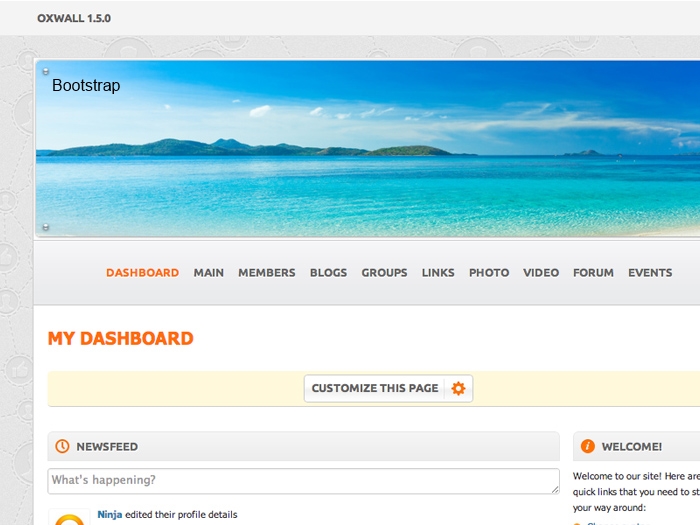 OXWALL 1.5.0
Bootstrap
DASHBOARD MAIN MEMBERS BLOGS GROUPS LINKS PHOTO VIDEO FORUM EVENTS
MY DASHBOARD
CUSTOMIZE THIS PAGE
NEWSFEED
What's happening?
Ninja edited their profile details
WELCOME!
Welcome to our site! Here are
quick links that you need to st
your way around: